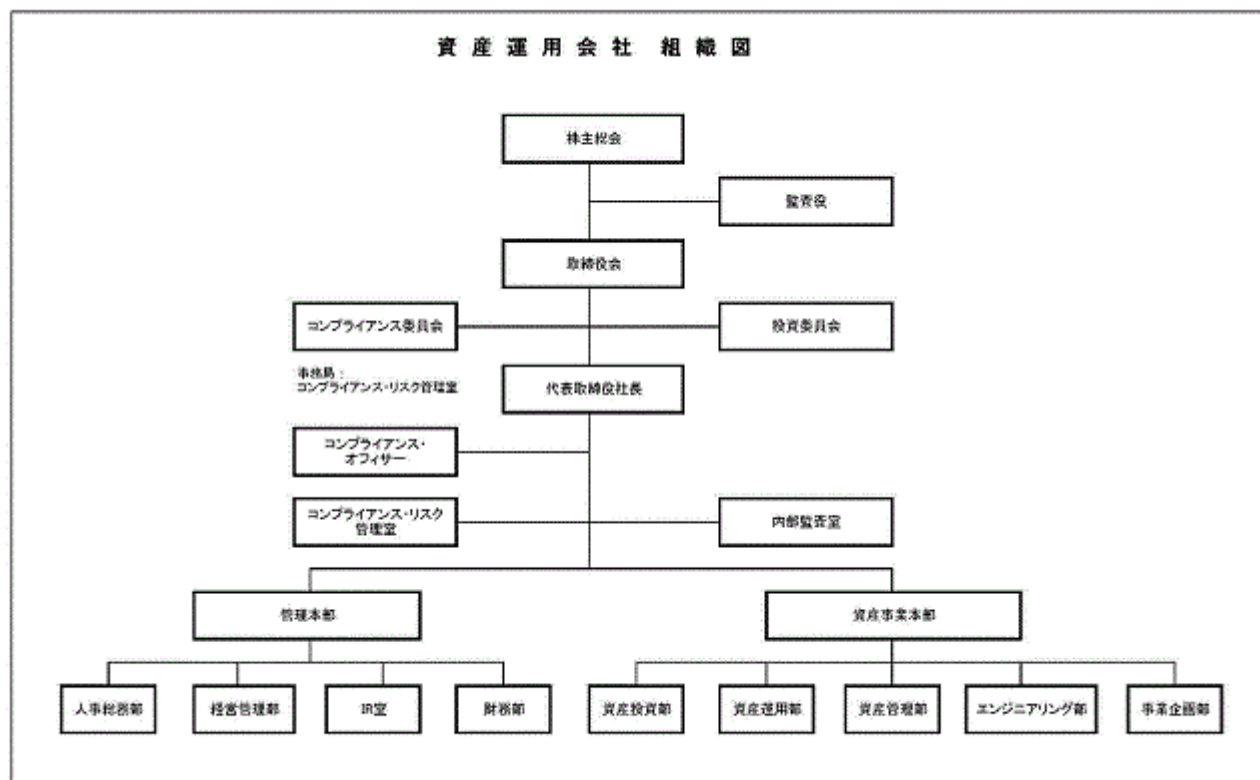 資産運用会社 組織図
株主総会
監査役
取締役会
コンプライアンス委員会
投資委員会
事務局：
コンプライアンス・リスク管理室
代表取締役社長
コンプライアンス・
オフィサー
コンプライアンス・リスク
管理室
内部監査室
管理本部
資産事業本部
人事総務部
経営管理部
IR室
財務部
資産投資部
資産運用部
資産管理部
エンジニアリング部
事業企画部